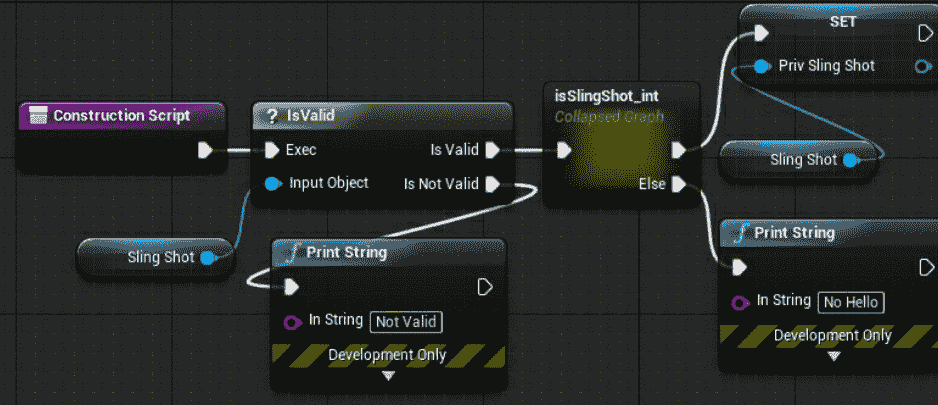 SET
Priv Sling Shot
isSlingShot_int
Collapsed Graph
Construction Script
? IsValid
Exec
Is Valid
Input Object
Is Not Valid
Sling Shot
Else
Sling Shot
f Print String
In String Not Valid
Development Only
f Print String
In String No Hello
Development Only